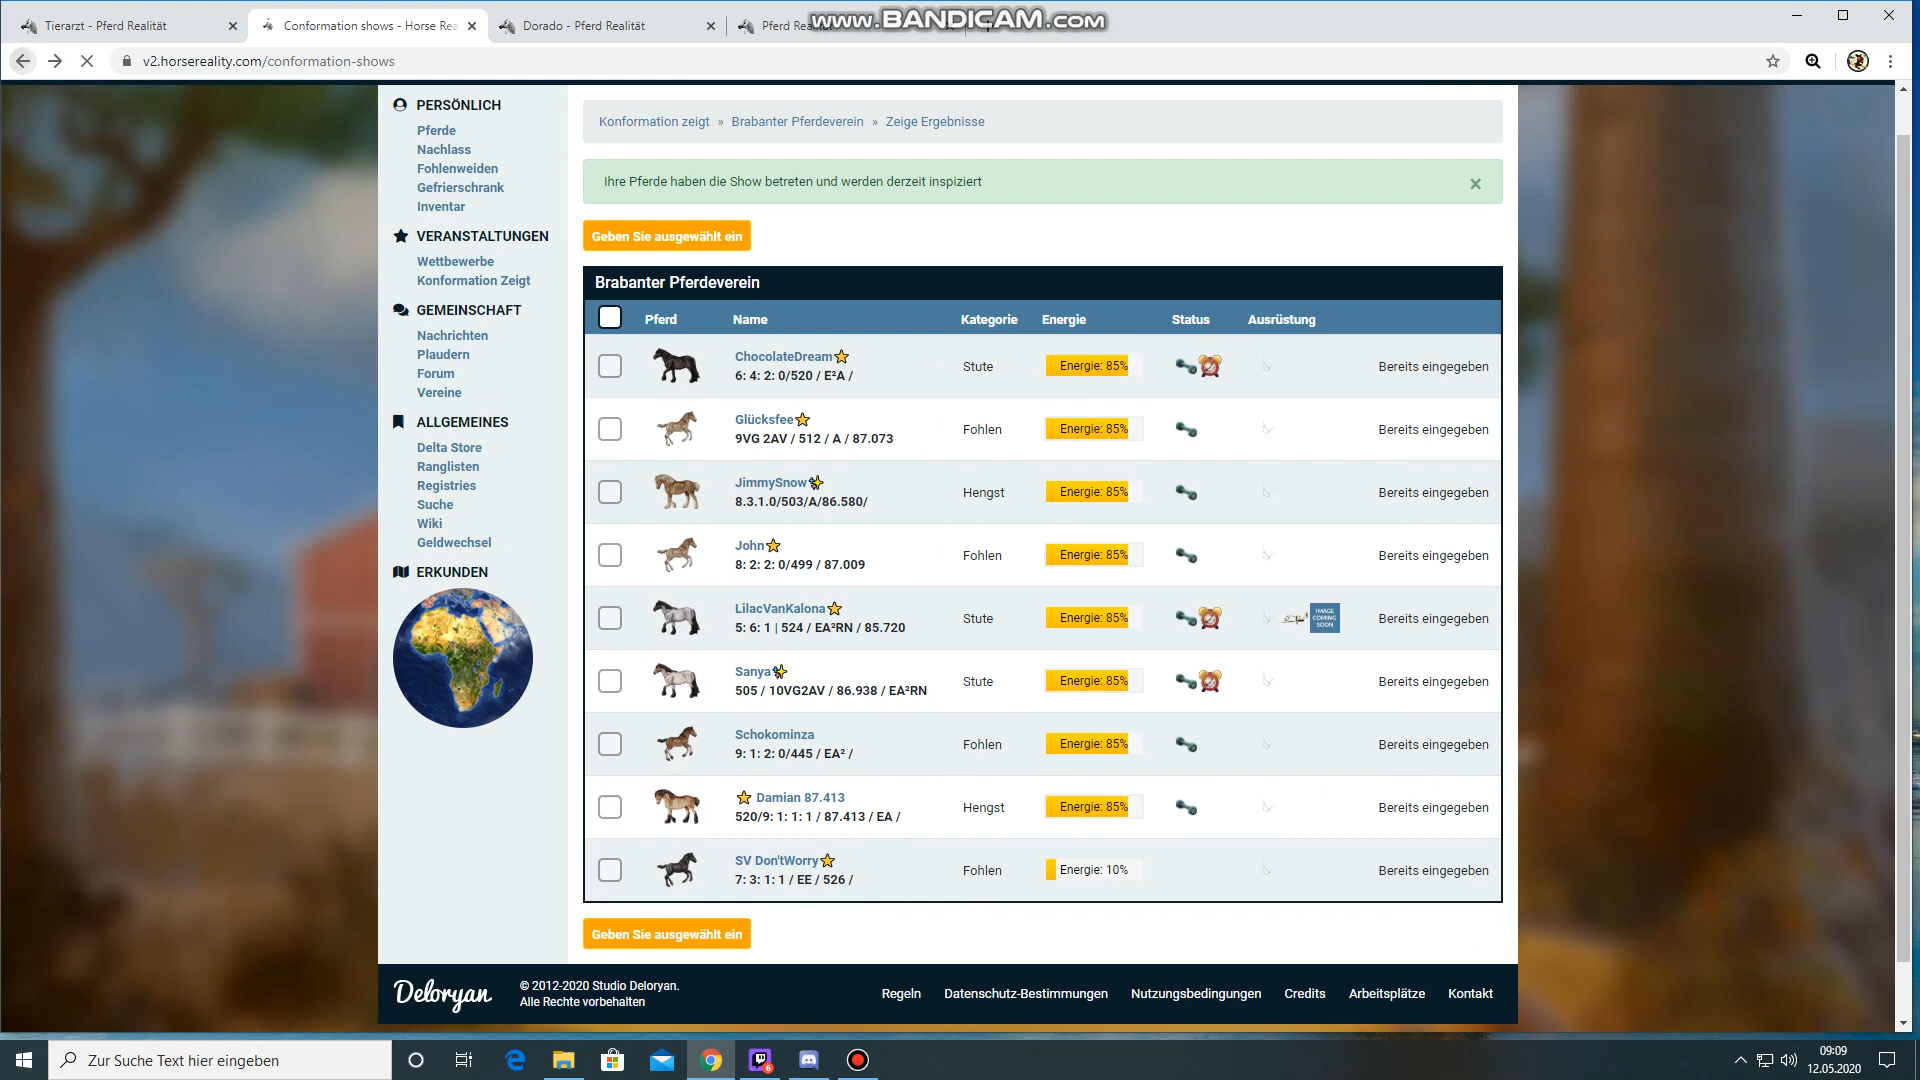 Tierarzt - Pferd Realität
Conformation shows - Horse Rea
Dorado - Pferd Realität
Pferd Realität
www.BANDICAM.com
v2.horsereality.com/conformation-shows
PERSÖNLICH
Pferde
Nachlass
Fohlenweiden
Gefrierschrank
Inventar
VERANSTALTUNGEN
Wettbewerbe
Konformation Zeigt
GEMEINSCHAFT
Nachrichten
Plaudern
Forum
Vereine
ALLGEMEINES
Delta Store
Ranglisten
Registries
Suche
Wiki
Geldwechsel
ERKUNDEN
Konformation zeigt » Brabanter Pferdeverein » Zeige Ergebnisse
Ihre Pferde haben die Show betreten und werden derzeit inspiziert
Geben Sie ausgewählt ein
Brabanter Pferdeverein
Pferd Name Kategorie Energie Status Ausrüstung
ChocolateDream
6: 4: 2: 0/520 / E²A /
Stute Energie: 85% Bereits eingegeben
Glücksfee
9VG 2AV / 512 / A / 87.073
Fohlen Energie: 85% Bereits eingegeben
JimmySnow
8.3.1.0/503/A/86.580/
Hengst Energie: 85% Bereits eingegeben
John
8: 2: 2: 0/499 / 87.009
Fohlen Energie: 85% Bereits eingegeben
LilacVanKalona
5: 6: 1 | 524 / EA²RN / 85.720
Stute Energie: 85% IMAGE COMING SOON Bereits eingegeben
Sanya
505 / 10VG2AV / 86.938 / EA²RN
Stute Energie: 85% Bereits eingegeben
Schokominza
9: 1: 2: 0/445 / EA² /
Fohlen Energie: 85% Bereits eingegeben
Damian 87.413
520/9: 1: 1: 1 / 87.413 / EA /
Hengst Energie: 85% Bereits eingegeben
SV Don'tWorry
7: 3: 1: 1 / EE / 526 /
Fohlen Energie: 10% Bereits eingegeben
Geben Sie ausgewählt ein
Deloryan
© 2012-2020 Studio Deloryan.
Alle Rechte vorbehalten
Regeln Datenschutz-Bestimmungen Nutzungsbedingungen Credits Arbeitsplätze Kontakt
Zur Suche Text hier eingeben
6
09:09
12.05.2020